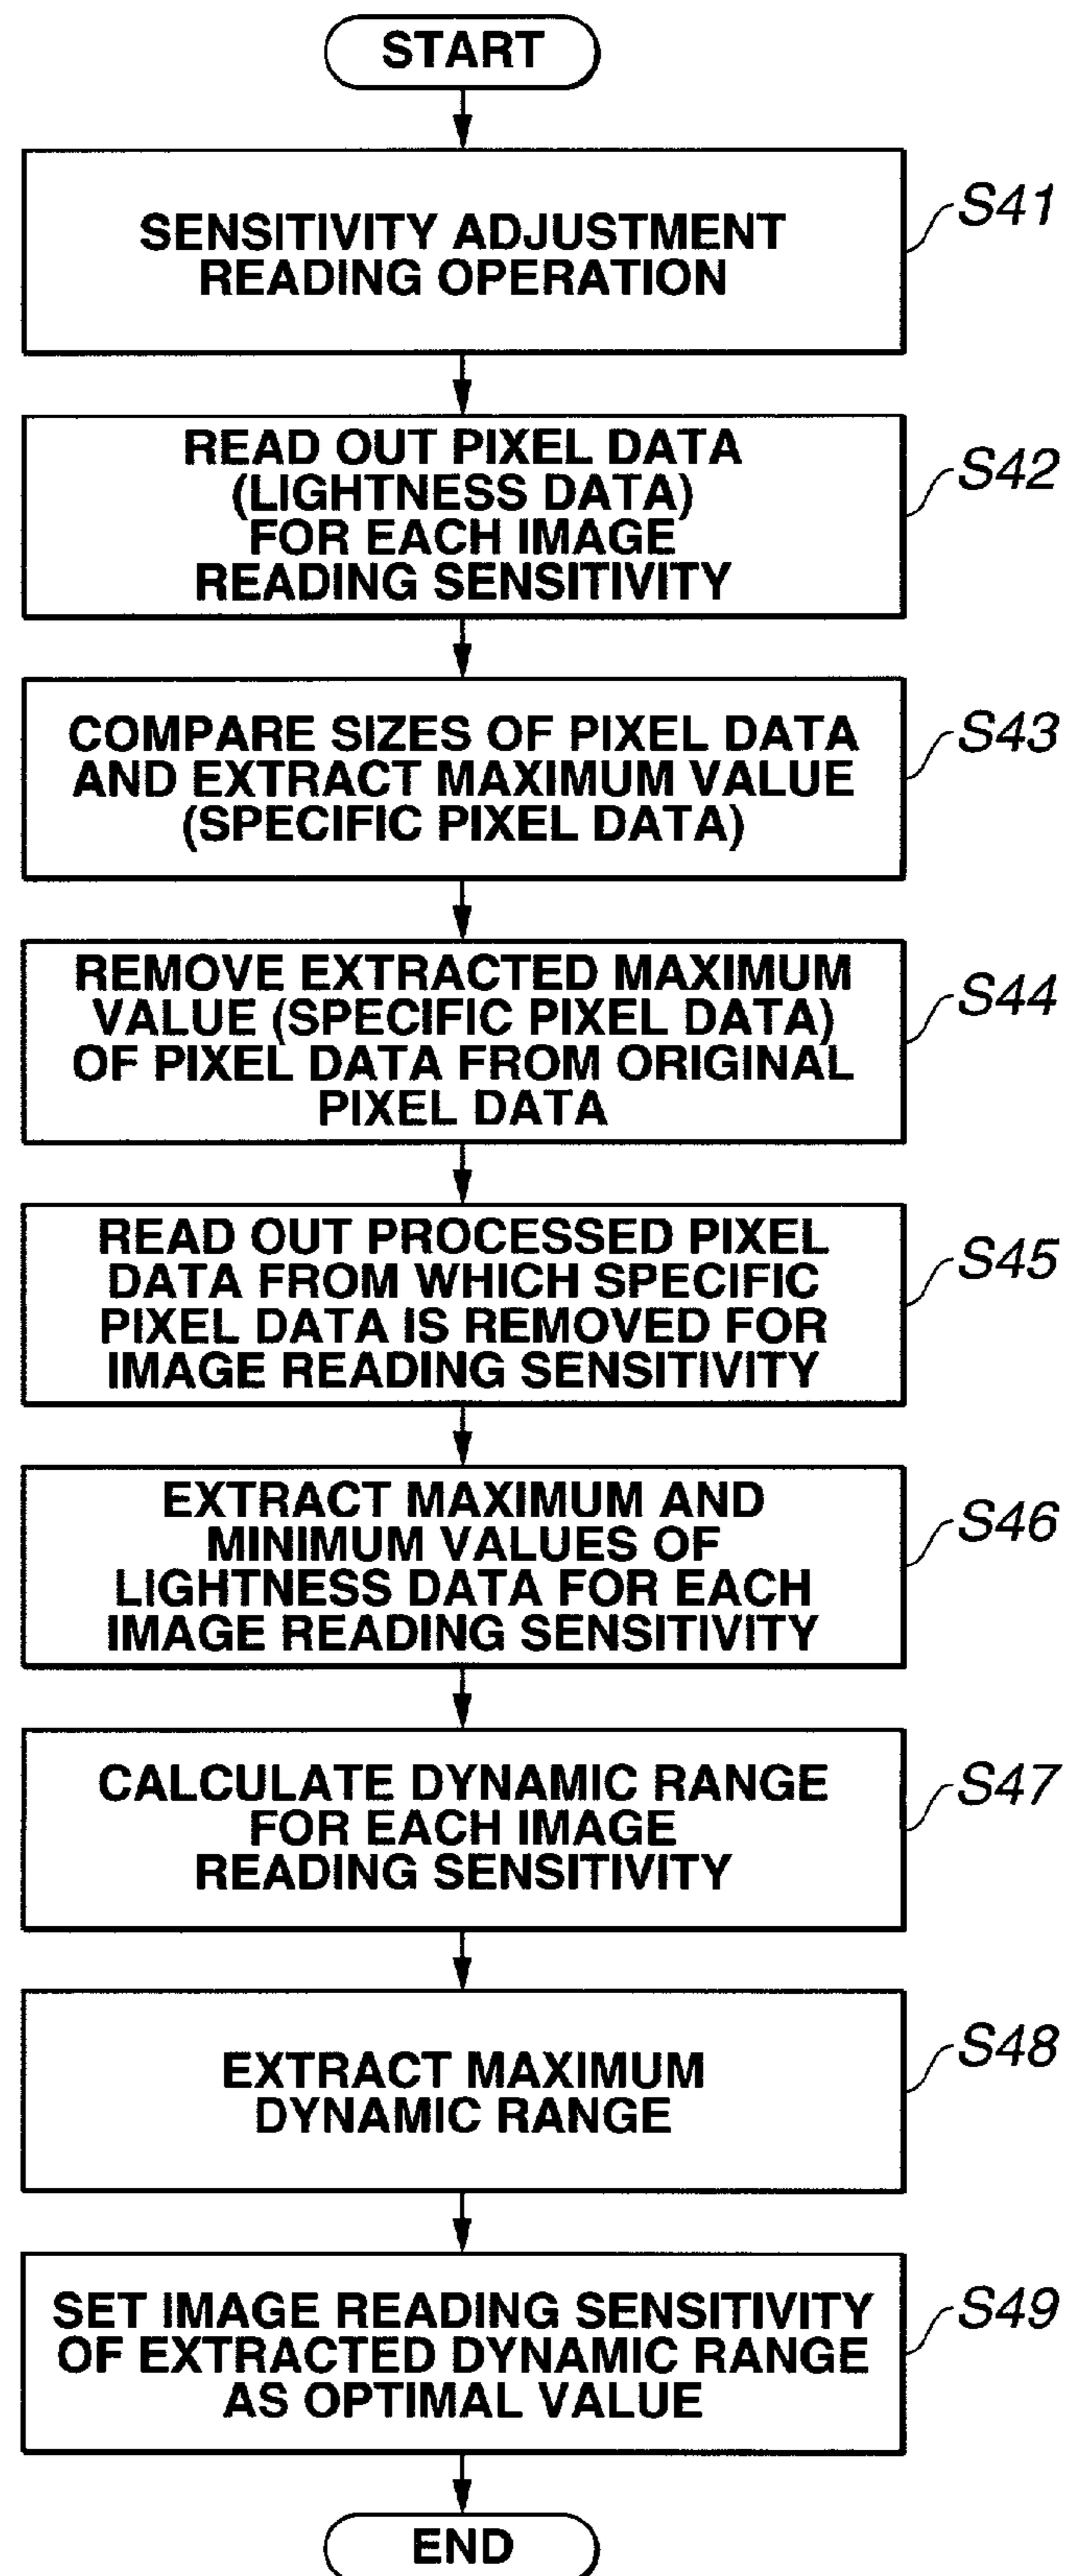 START
SENSITIVITY ADJUSTMENT
READING OPERATION
S41
READ OUT PIXEL DATA
(LIGHTNESS DATA)
FOR EACH IMAGE
READING SENSITIVITY
S42
COMPARE SIZES OF PIXEL DATA
AND EXTRACT MAXIMUM VALUE
(SPECIFIC PIXEL DATA)
S43
REMOVE EXTRACTED MAXIMUM
VALUE (SPECIFIC PIXEL DATA)
OF PIXEL DATA FROM ORIGINAL
PIXEL DATA
S44
READ OUT PROCESSED PIXEL
DATA FROM WHICH SPECIFIC
PIXEL DATA IS REMOVED FOR
IMAGE READING SENSITIVITY
S45
EXTRACT MAXIMUM AND
MINIMUM VALUES OF
LIGHTNESS DATA FOR EACH
IMAGE READING SENSITIVITY
S46
CALCULATE DYNAMIC RANGE
FOR EACH IMAGE
READING SENSITIVITY
S47
EXTRACT MAXIMUM
DYNAMIC RANGE
S48
SET IMAGE READING SENSITIVITY
OF EXTRACTED DYNAMIC RANGE
AS OPTIMAL VALUE
S49
END